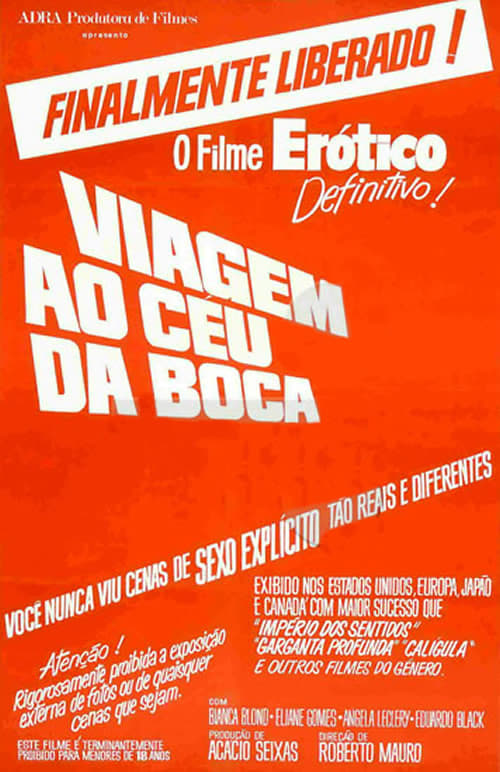 ADRA Produtora de Filmes
apresenta
FINALMENTE LIBERADO!
O Filme Erótico
Definitivo!
VIAGEM
AO CÉU
DA BOCA
VOCÊ NUNCA VIU CENAS DE SEXO EXPLÍCITO TÃO REAIS E DIFERENTES
EXIBIDO NOS ESTADOS UNIDOS, EUROPA, JAPÃO
E CANADÁ COM MAIOR SUCESSO QUE
"IMPÉRIO DOS SENTIDOS"
"GARGANTA PROFUNDA" "CALÍGULA"
E OUTROS FILMES DO GÊNERO.
Atenção!
Rigorosamente proibida a exposição
externa de fotos ou de quaisquer
cenas que sejam.
ESTE FILME É TERMINANTEMENTE
PROIBIDO PARA MENORES DE 18 ANOS
COM
BIANCA BLOND • ELIANE GOMES • ANGELA LECLERY • EDUARDO BLACK
PRODUÇÃO DE
ACÁCIO SEIXAS
DIREÇÃO DE
ROBERTO MAURO